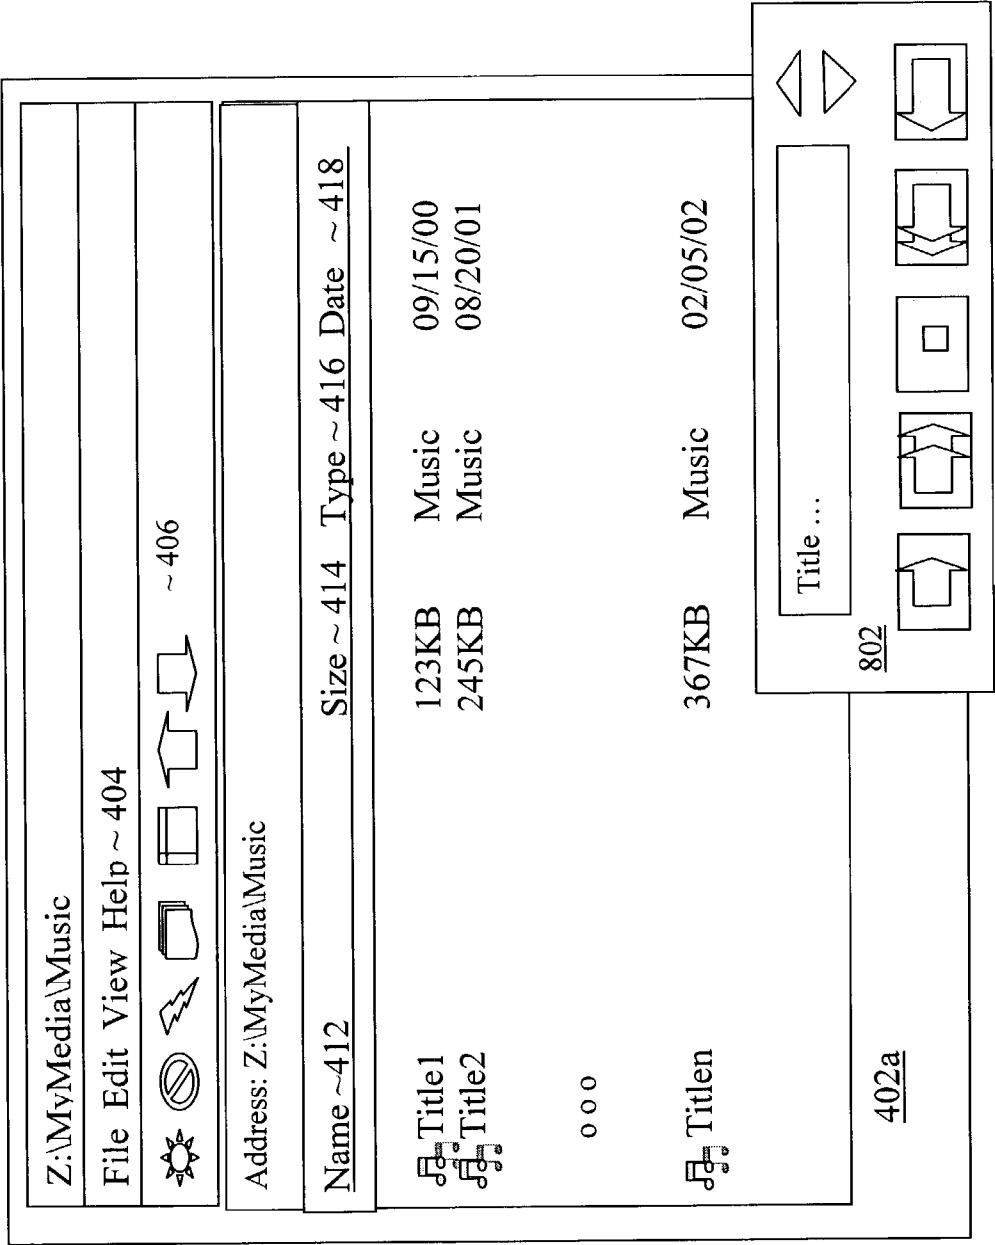 Z:\MyMedia\Music
File Edit View Help ~ 404
~ 406
Address: Z:\MyMedia\Music
Name ~412 Size ~ 414 Type ~ 416 Date ~ 418
Title1 123KB Music 09/15/00
Title2 245KB Music 08/20/01
o o o
Titlen 367KB Music 02/05/02
Title ...
802
402a